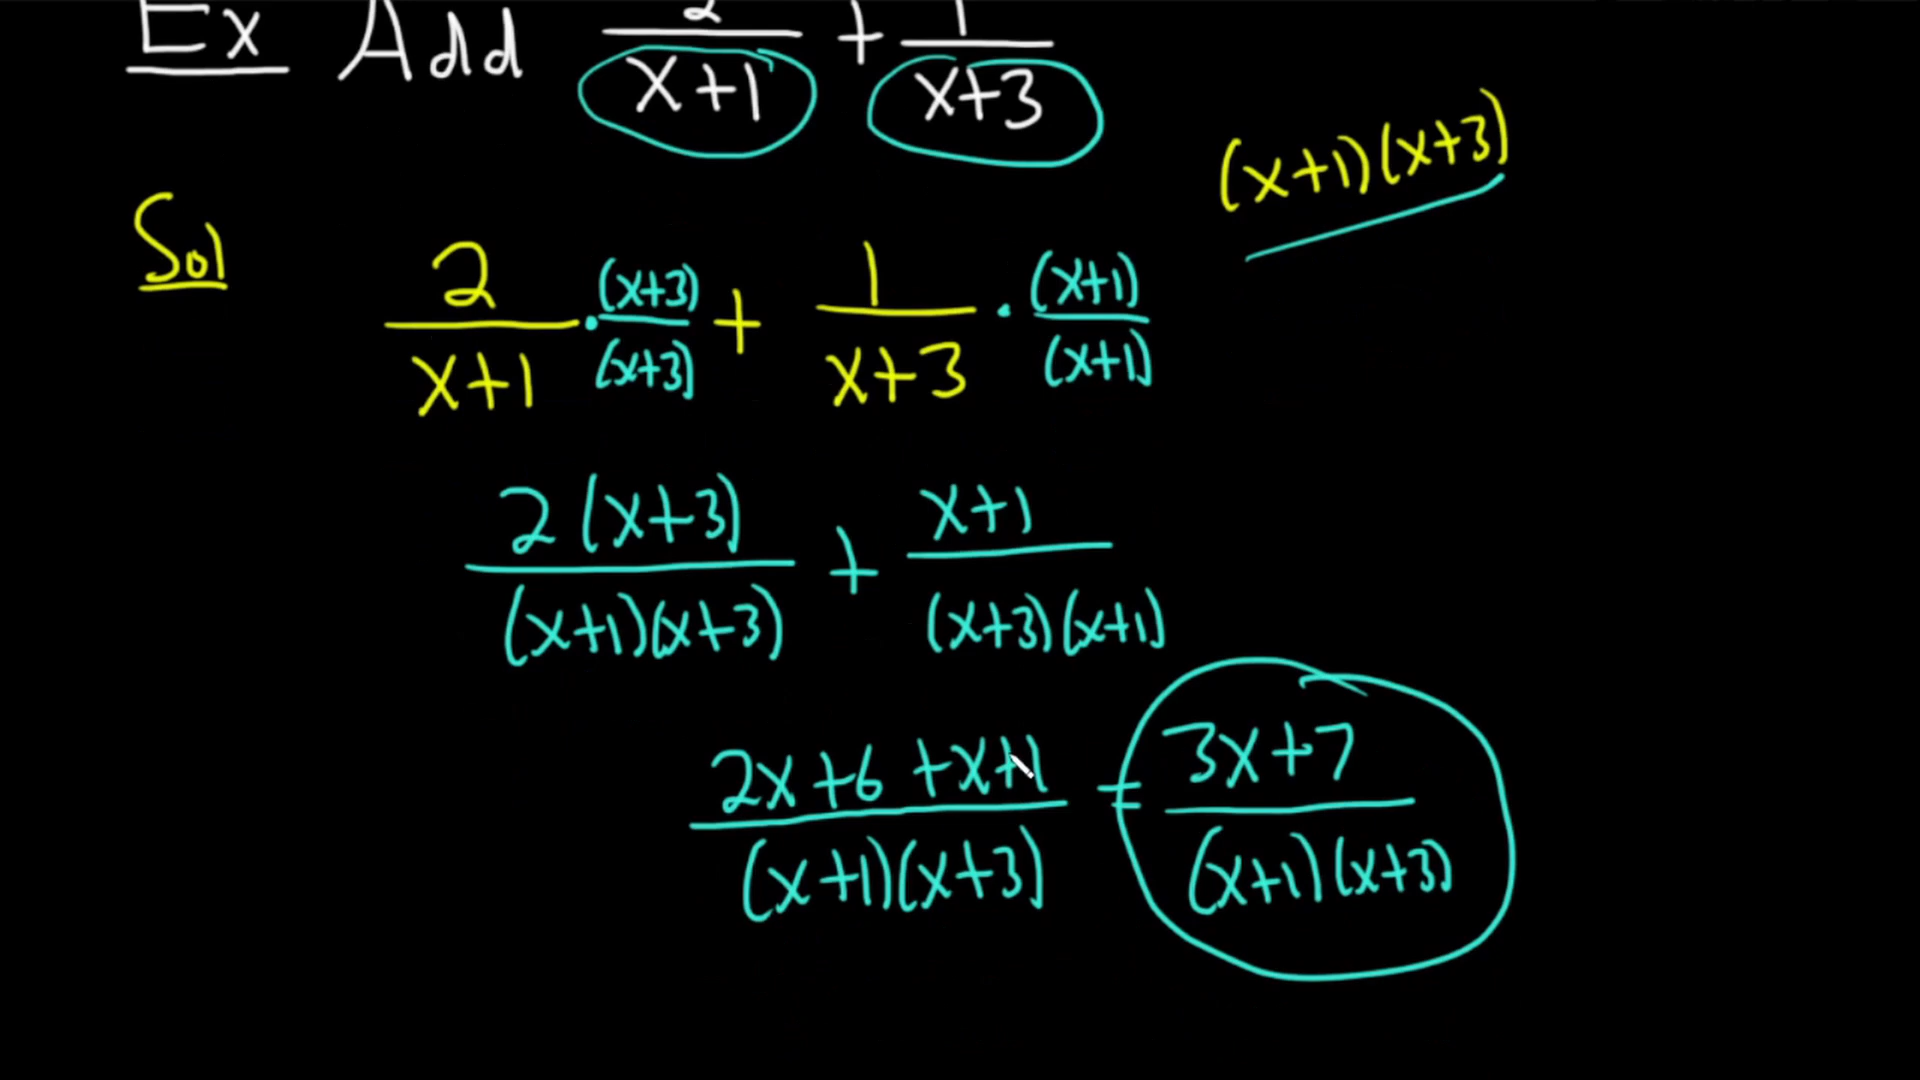 Ex Add 2/(x+1) + 1/(x+3)
(x+1)(x+3)
Sol 2/(x+1) · (x+3)/(x+3) + 1/(x+3) · (x+1)/(x+1)
2(x+3)/((x+1)(x+3)) + (x+1)/((x+3)(x+1))
(2x+6+x+1)/((x+1)(x+3)) = (3x+7)/((x+1)(x+3))